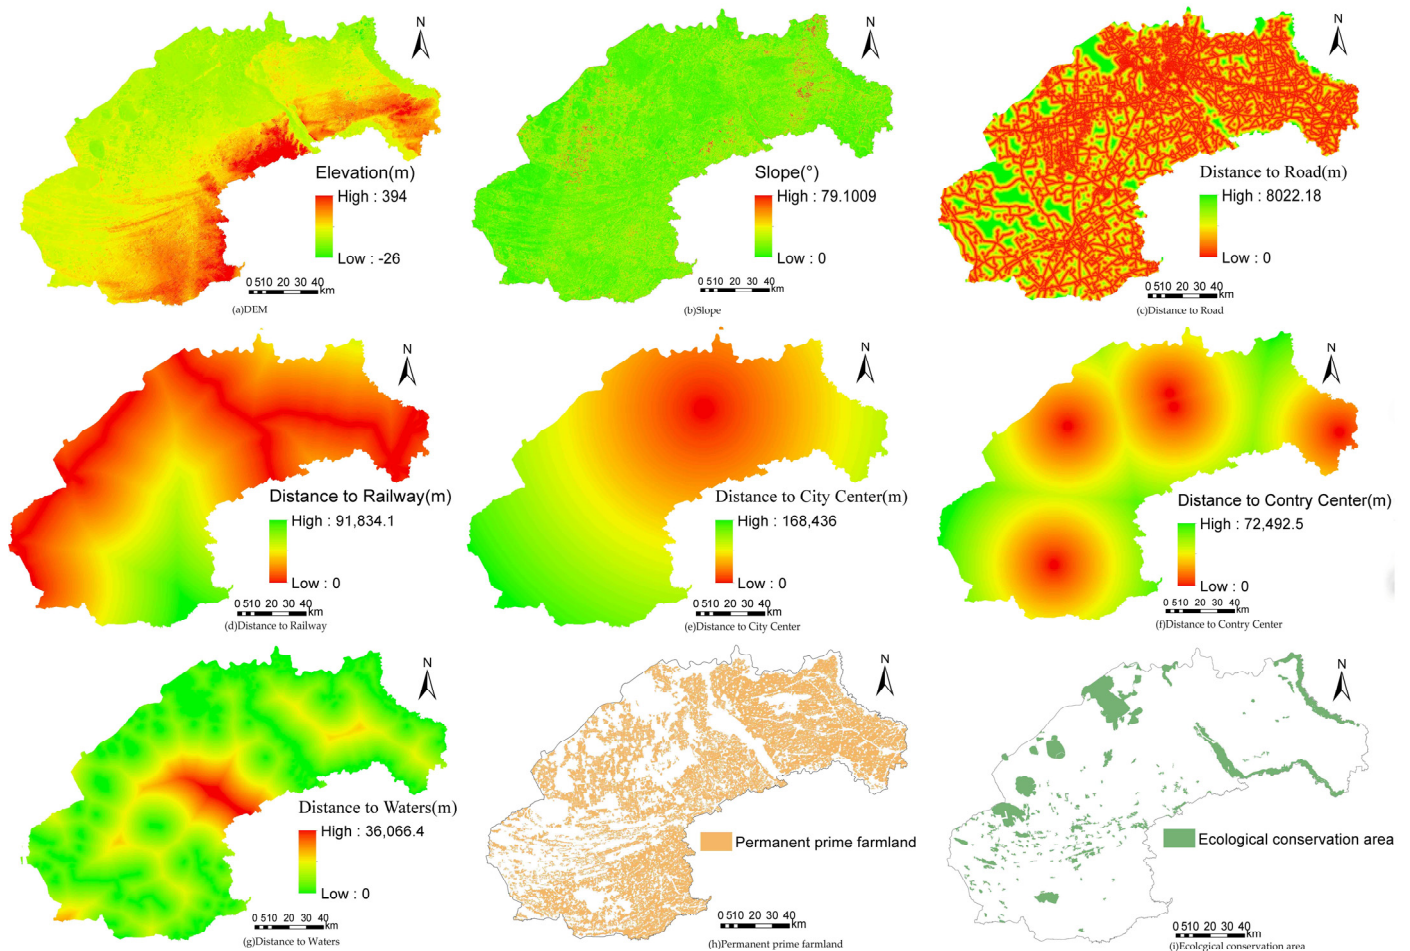 N
Elevation(m)
High : 394
Low : -26
0 510 20 30 40
km
(a)DEM
N
Slope(°)
High : 79.1009
Low : 0
0 510 20 30 40
km
(b)Slope
N
Distance to Road(m)
High : 8022.18
Low : 0
0 510 20 30 40
km
(c)Distance to Road
N
Distance to Railway(m)
High : 91,834.1
Low : 0
0 510 20 30 40
km
(d)Distance to Railway
N
Distance to City Center(m)
High : 168,436
Low : 0
0 510 20 30 40
km
(e)Distance to City Center
N
Distance to Contry Center(m)
High : 72,492.5
Low : 0
0 510 20 30 40
km
(f)Distance to Contry Center
N
Distance to Waters(m)
High : 36,066.4
Low : 0
0 510 20 30 40
km
(g)Distance to Waters
N
Permanent prime farmland
0 510 20 30 40
km
(h)Permanent prime farmland
N
Ecological conservation area
0 510 20 30 40
km
(i)Ecological conservation area